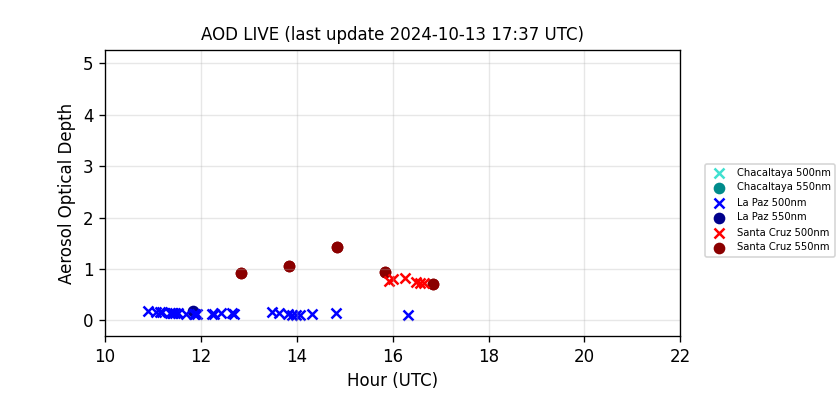 AOD LIVE (last update 2024-10-13 17:37 UTC)
5
4
3
2
1
0
Aerosol Optical Depth
10 12 14 16 18 20 22
Hour (UTC)
Chacaltaya 500nm
Chacaltaya 550nm
La Paz 500nm
La Paz 550nm
Santa Cruz 500nm
Santa Cruz 550nm